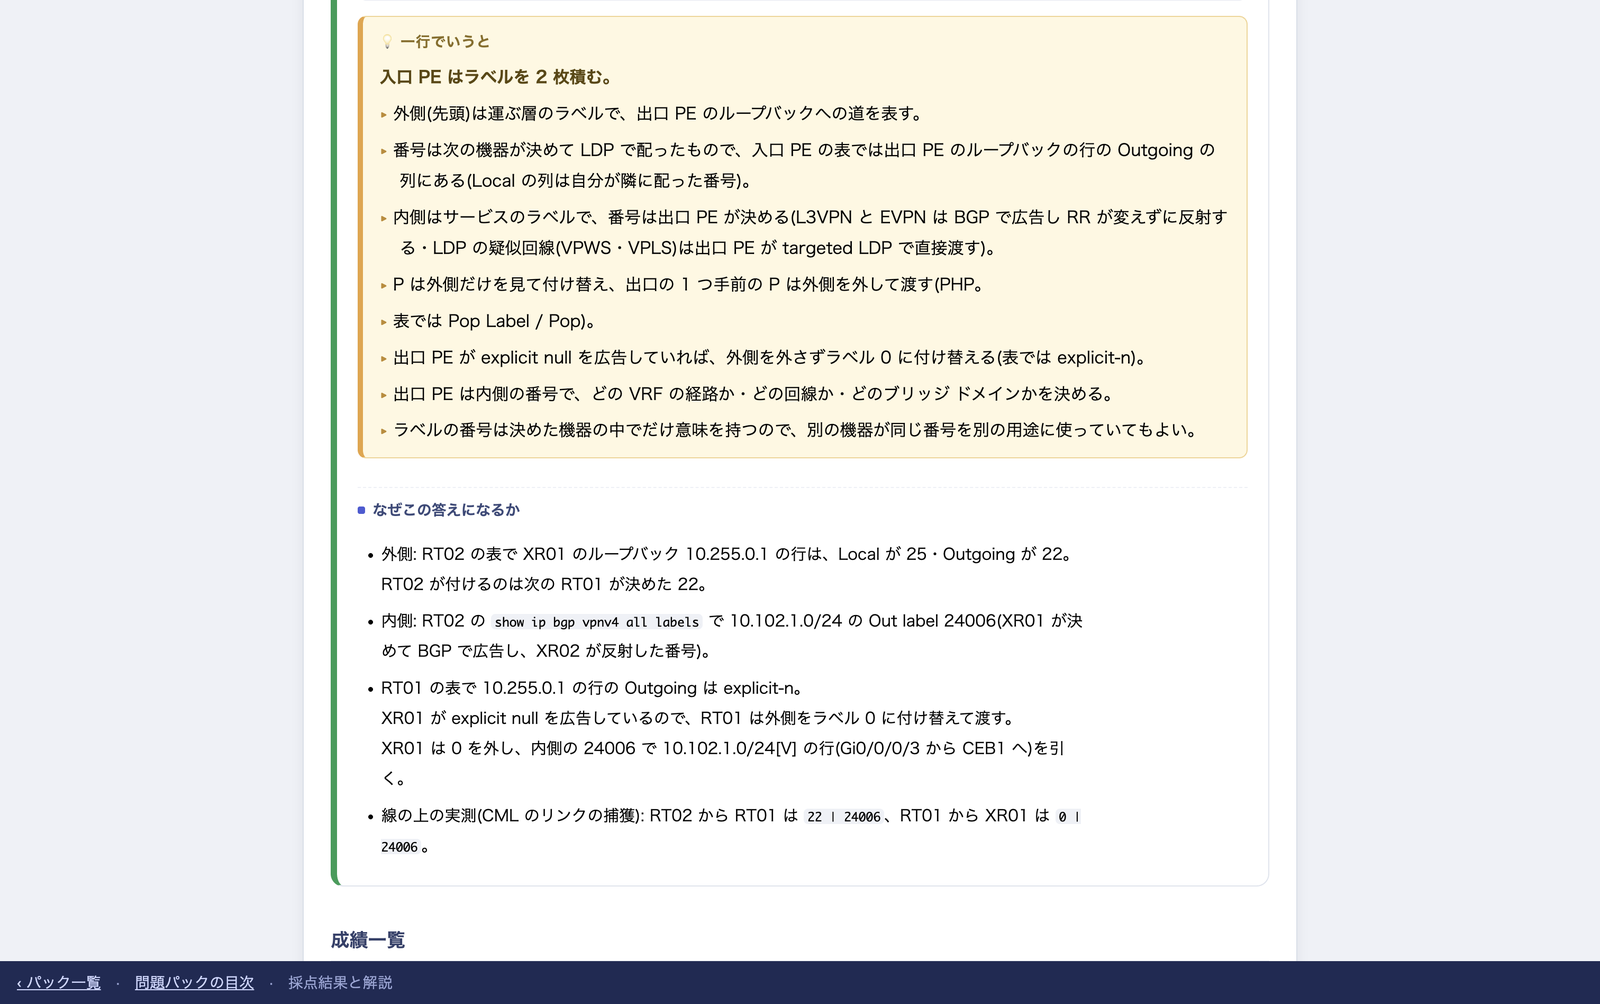 💡 一行でいうと
入口 PE はラベルを 2 枚積む。
▸ 外側(先頭)は運ぶ層のラベルで、出口 PE のループバックへの道を表す。
▸ 番号は次の機器が決めて LDP で配ったもので、入口 PE の表では出口 PE のループバックの行の Outgoing の
列にある(Local の列は自分が隣に配った番号)。
▸ 内側はサービスのラベルで、番号は出口 PE が決める(L3VPN と EVPN は BGP で広告し RR が変えずに反射す
る・LDP の疑似回線(VPWS・VPLS)は出口 PE が targeted LDP で直接渡す)。
▸ P は外側だけを見て付け替え、出口の 1 つ手前の P は外側を外して渡す(PHP。
▸ 表では Pop Label / Pop)。
▸ 出口 PE が explicit null を広告していれば、外側を外さずラベル 0 に付け替える(表では explicit-n)。
▸ 出口 PE は内側の番号で、どの VRF の経路か・どの回線か・どのブリッジ ドメインかを決める。
▸ ラベルの番号は決めた機器の中でだけ意味を持つので、別の機器が同じ番号を別の用途に使っていてもよい。
なぜこの答えになるか
• 外側: RT02 の表で XR01 のループバック 10.255.0.1 の行は、Local が 25・Outgoing が 22。
RT02 が付けるのは次の RT01 が決めた 22。
• 内側: RT02 の show ip bgp vpnv4 all labels で 10.102.1.0/24 の Out label 24006(XR01 が決
めて BGP で広告し、XR02 が反射した番号)。
• RT01 の表で 10.255.0.1 の行の Outgoing は explicit-n。
XR01 が explicit null を広告しているので、RT01 は外側をラベル 0 に付け替えて渡す。
XR01 は 0 を外し、内側の 24006 で 10.102.1.0/24[V] の行(Gi0/0/0/3 から CEB1 へ)を引
く。
• 線の上の実測(CML のリンクの捕獲): RT02 から RT01 は 22 | 24006、RT01 から XR01 は 0 |
24006。
成績一覧
‹ パック一覧 · 問題パックの目次 · 採点結果と解説